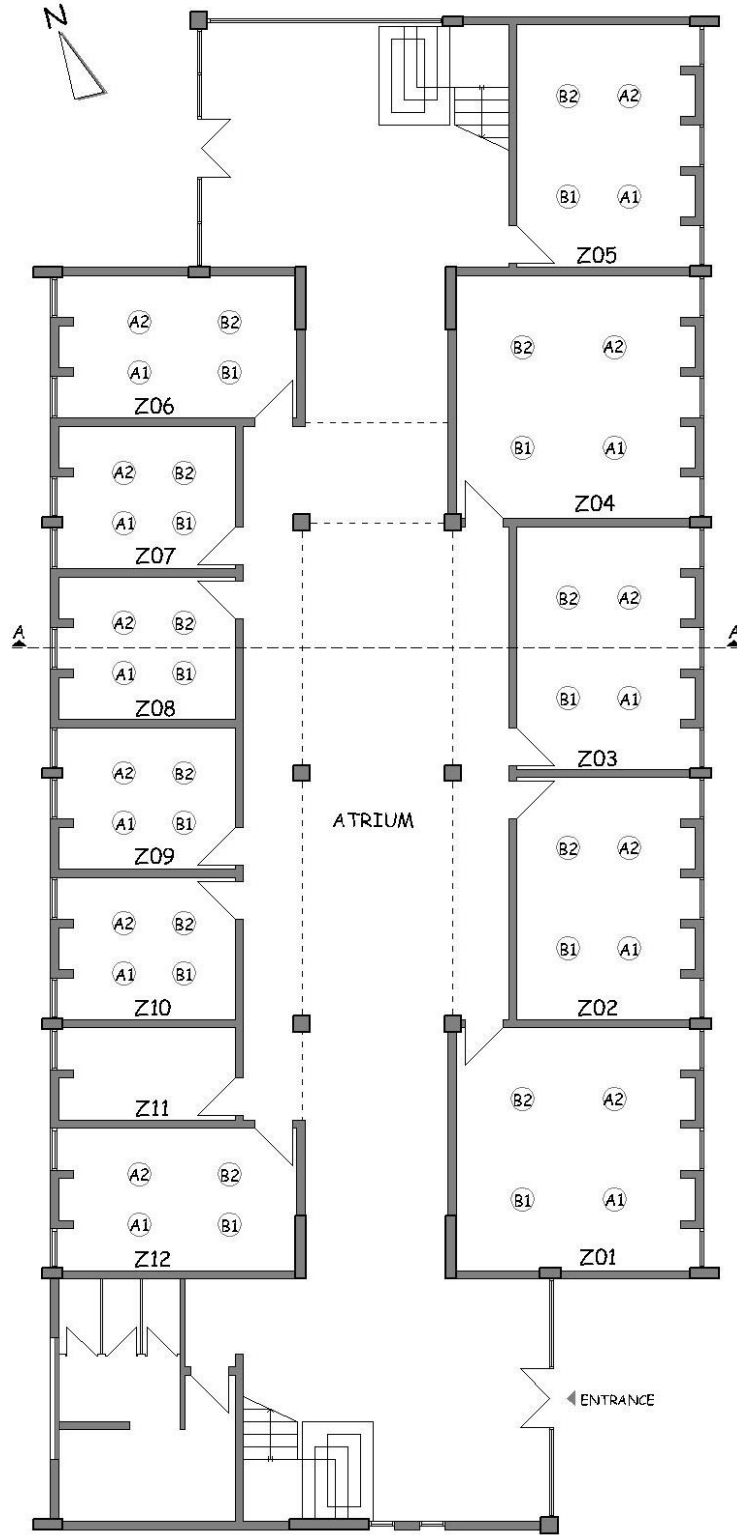 N
B2 A2
B1 A1
Z05
A2 B2
A1 B1
Z06
B2 A2
B1 A1
Z04
A2 B2
A1 B1
Z07
B2 A2
B1 A1
Z03
A2 B2
A1 B1
Z08
A A
A2 B2
A1 B1
Z09
ATRIUM
B2 A2
B1 A1
Z02
A2 B2
A1 B1
Z10
Z11
B2 A2
B1 A1
Z01
A2 B2
A1 B1
Z12
ENTRANCE